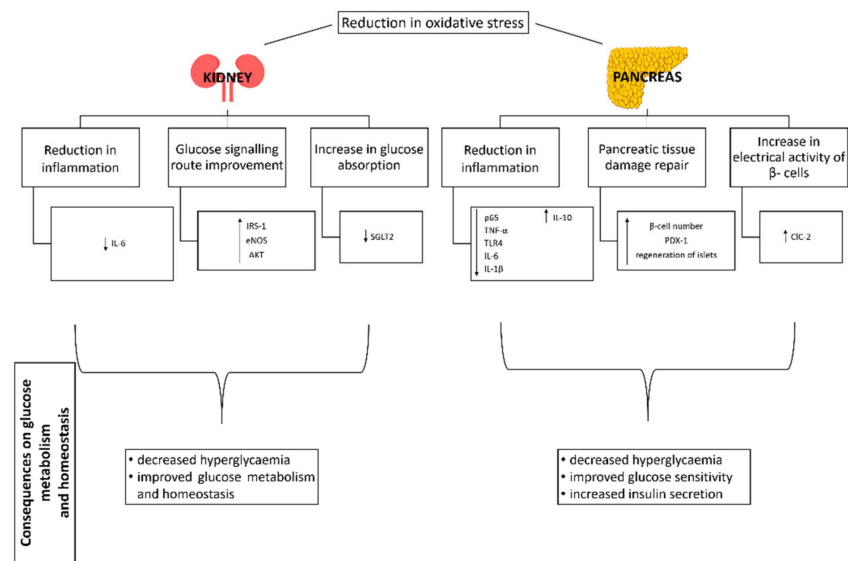 Reduction in oxidative stress
KIDNEY
PANCREAS
Reduction in
inflammation
Glucose signalling
route improvement
Increase in glucose
absorption
Reduction in
inflammation
Pancreatic tissue
damage repair
Increase in
electrical activity of
β- cells
↓ IL-6
IRS-1
eNOS
AKT
↓ SGLT2
p65
TNF-α
TLR4
IL-6
IL-1β
↑ IL-10
β-cell number
PDX-1
regeneration of islets
↑ ClC-2
Consequences on glucose
metabolism
and homeostasis
• decreased hyperglycaemia
• improved glucose metabolism
and homeostasis
• decreased hyperglycaemia
• improved glucose sensitivity
• increased insulin secretion